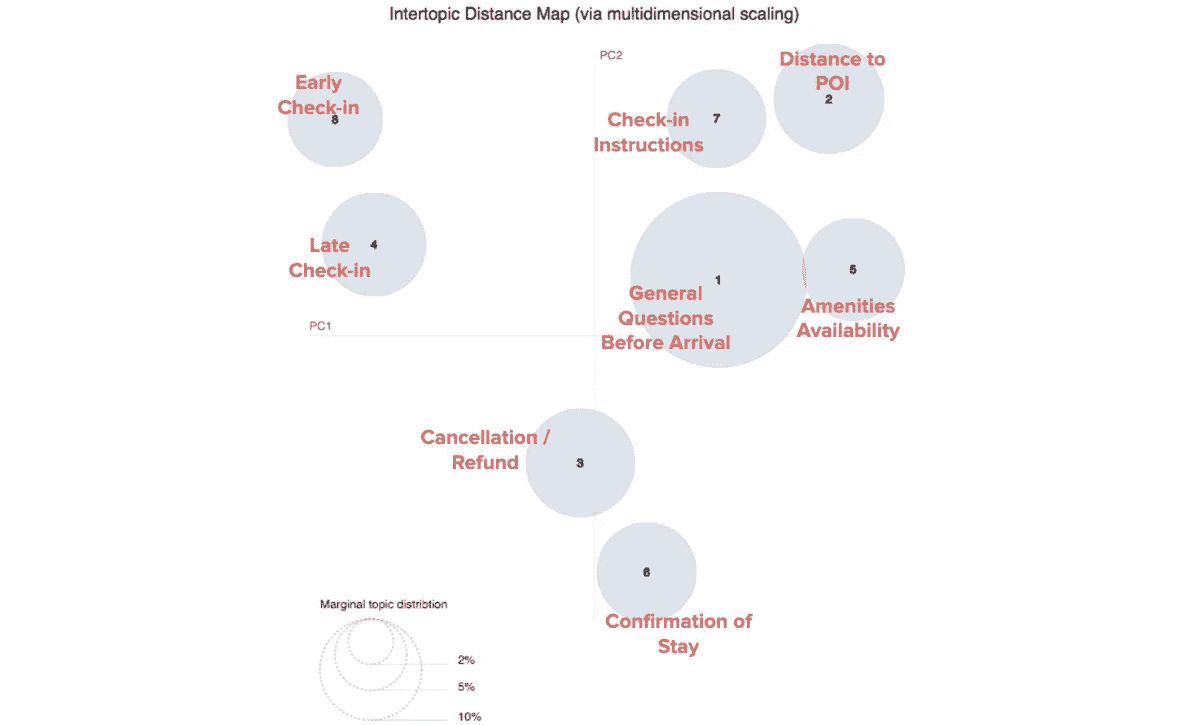 Intertopic Distance Map (via multidimensional scaling)
PC2
Distance to
POI
2
Early
Check-in
8
Check-in
Instructions
7
Late
Check-in
4
5
1
General
Questions
Before Arrival
Amenities
Availability
PC1
Cancellation /
Refund
3
6
Confirmation of
Stay
Marginal topic distribtion
2%
5%
10%